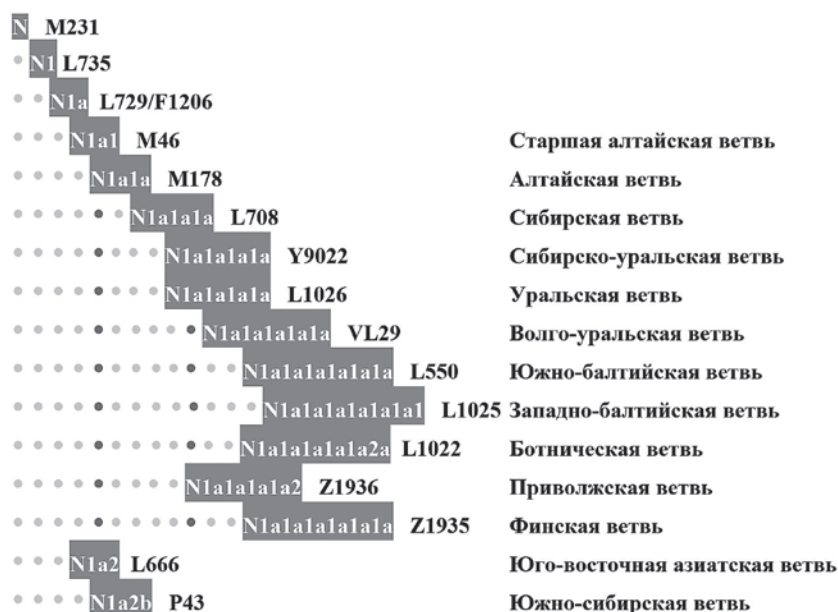 N M231
N1 L735
N1a L729/F1206
N1a1 M46 Старшая алтайская ветвь
N1a1a M178 Алтайская ветвь
N1a1a1a L708 Сибирская ветвь
N1a1a1a1a Y9022 Сибирско-уральская ветвь
N1a1a1a1a L1026 Уральская ветвь
N1a1a1a1a1a VL29 Волго-уральская ветвь
N1a1a1a1a1a1a L550 Южно-балтийская ветвь
N1a1a1a1a1a1a1 L1025 Западно-балтийская ветвь
N1a1a1a1a1a2a L1022 Ботническая ветвь
N1a1a1a1a2 Z1936 Приволжская ветвь
N1a1a1a1a1a1a Z1935 Финская ветвь
N1a2 L666 Юго-восточная азиатская ветвь
N1a2b P43 Южно-сибирская ветвь